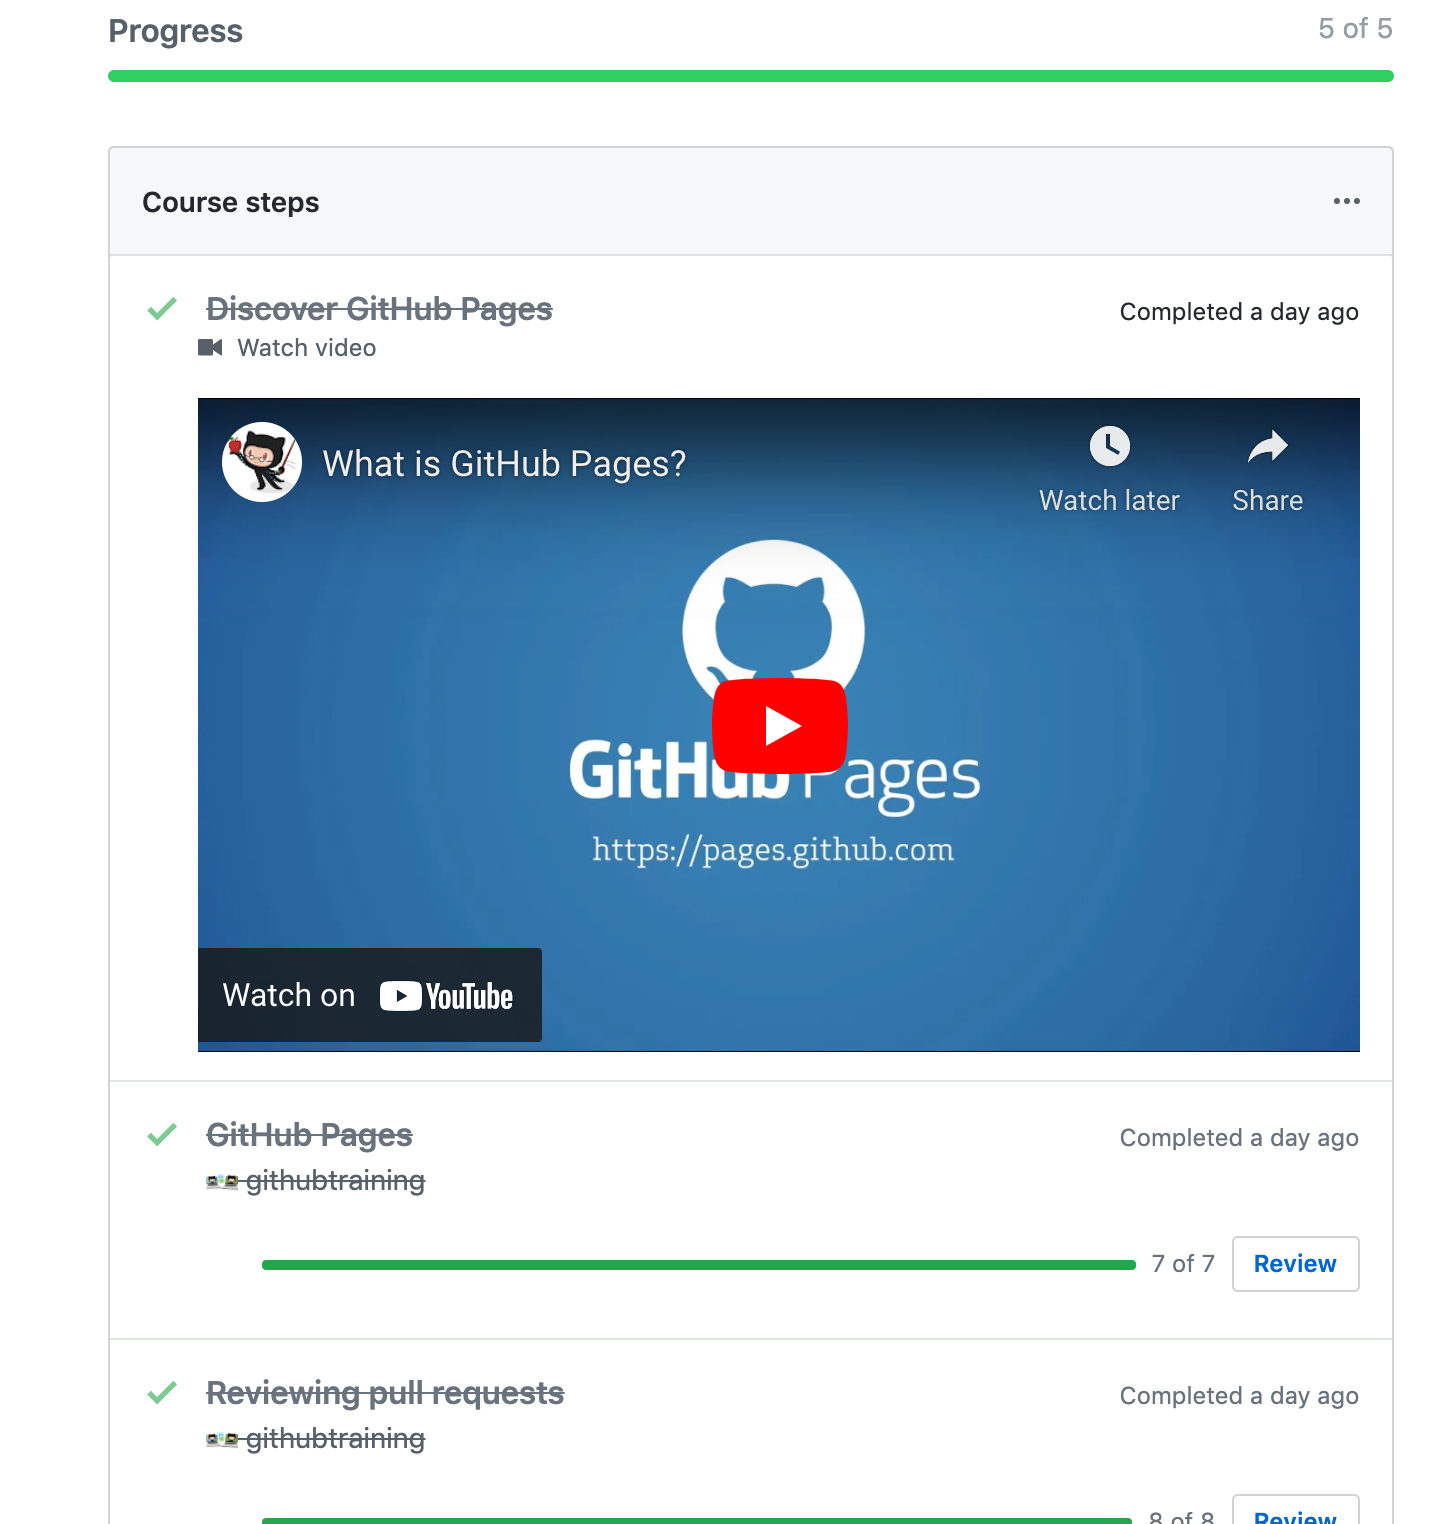 Progress
5 of 5
Course steps
Discover GitHub Pages
Completed a day ago
Watch video
What is GitHub Pages?
Watch later
Share
GitHub Pages
https://pages.github.com
Watch on YouTube
GitHub Pages
Completed a day ago
githubtraining
7 of 7
Review
Reviewing pull requests
Completed a day ago
githubtraining
8 of 8
Review